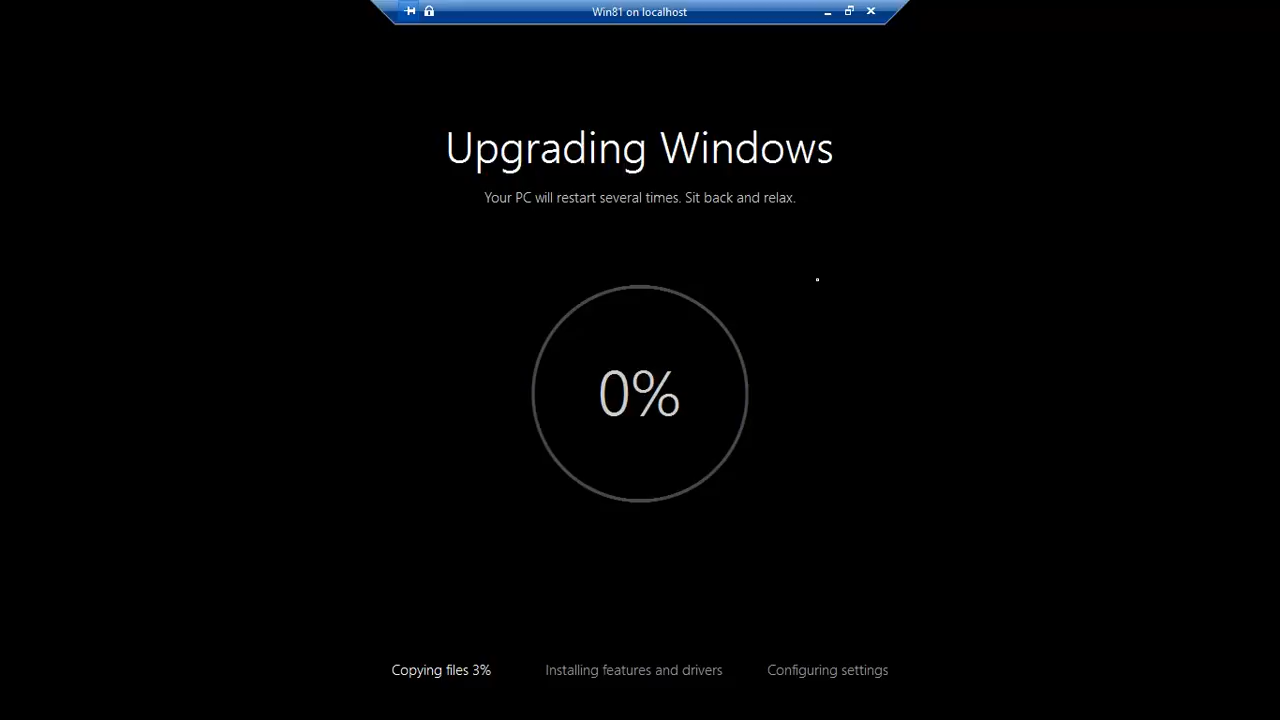 Win81 on localhost
Upgrading Windows
Your PC will restart several times. Sit back and relax.
0%
Copying files 3%
Installing features and drivers
Configuring settings